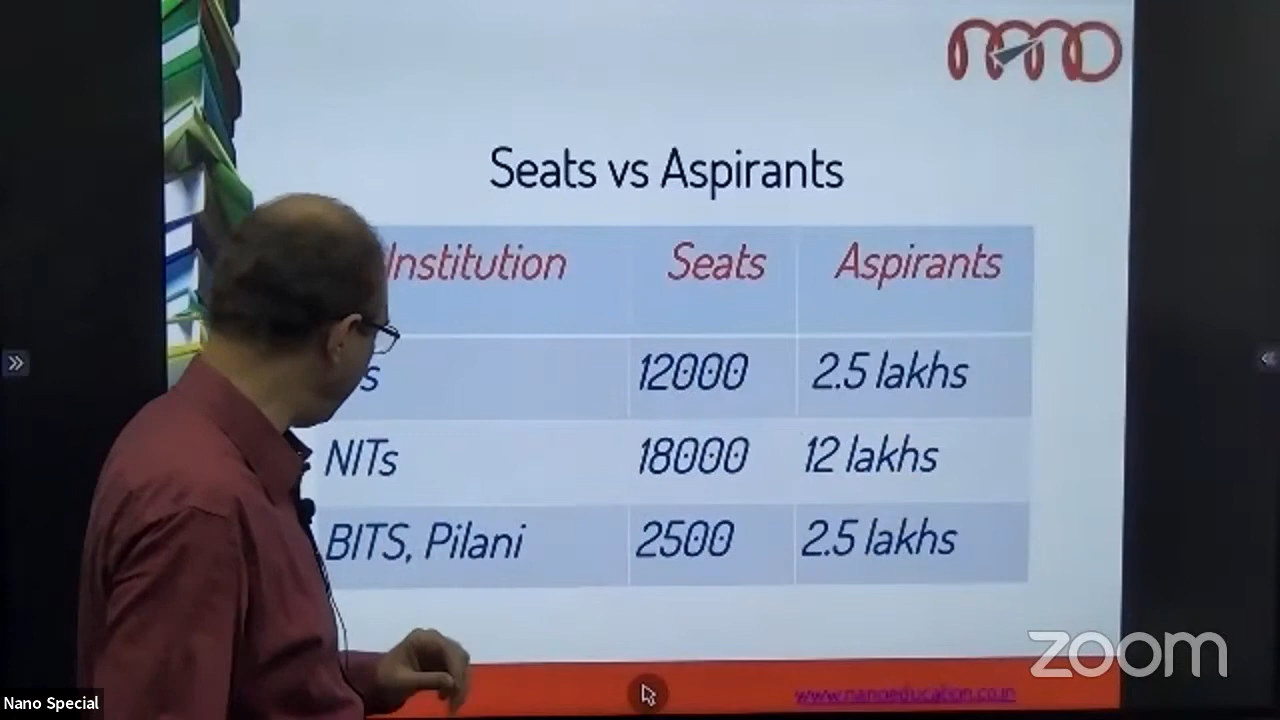 Seats vs Aspirants
Institution Seats Aspirants
s 12000 2.5 lakhs
NITs 18000 12 lakhs
BITS, Pilani 2500 2.5 lakhs
zoom
www.nanoeducation.co.in
Nano Special